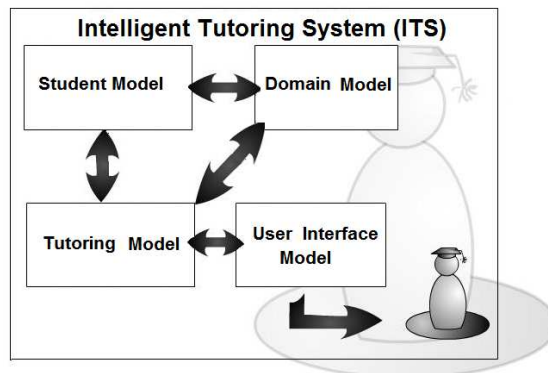 Intelligent Tutoring System (ITS)
Student Model
Domain Model
Tutoring Model
User Interface
Model